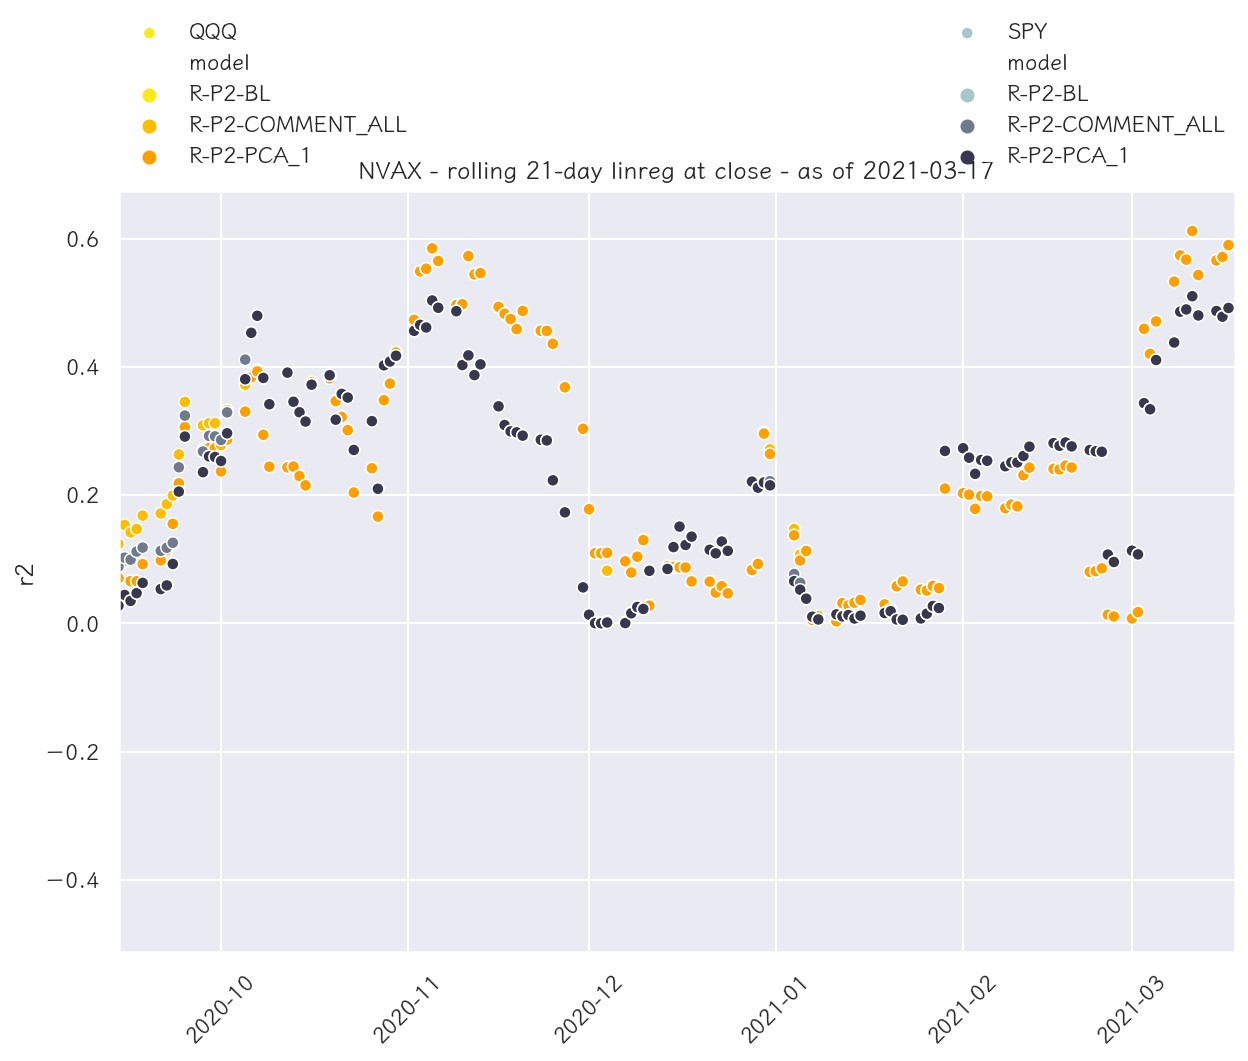 QQQ
model
R-P2-BL
R-P2-COMMENT_ALL
R-P2-PCA_1
SPY
model
R-P2-BL
R-P2-COMMENT_ALL
R-P2-PCA_1
NVAX - rolling 21-day linreg at close - as of 2021-03-17
r2
0.6
0.4
0.2
0.0
−0.2
−0.4
2020-10
2020-11
2020-12
2021-01
2021-02
2021-03